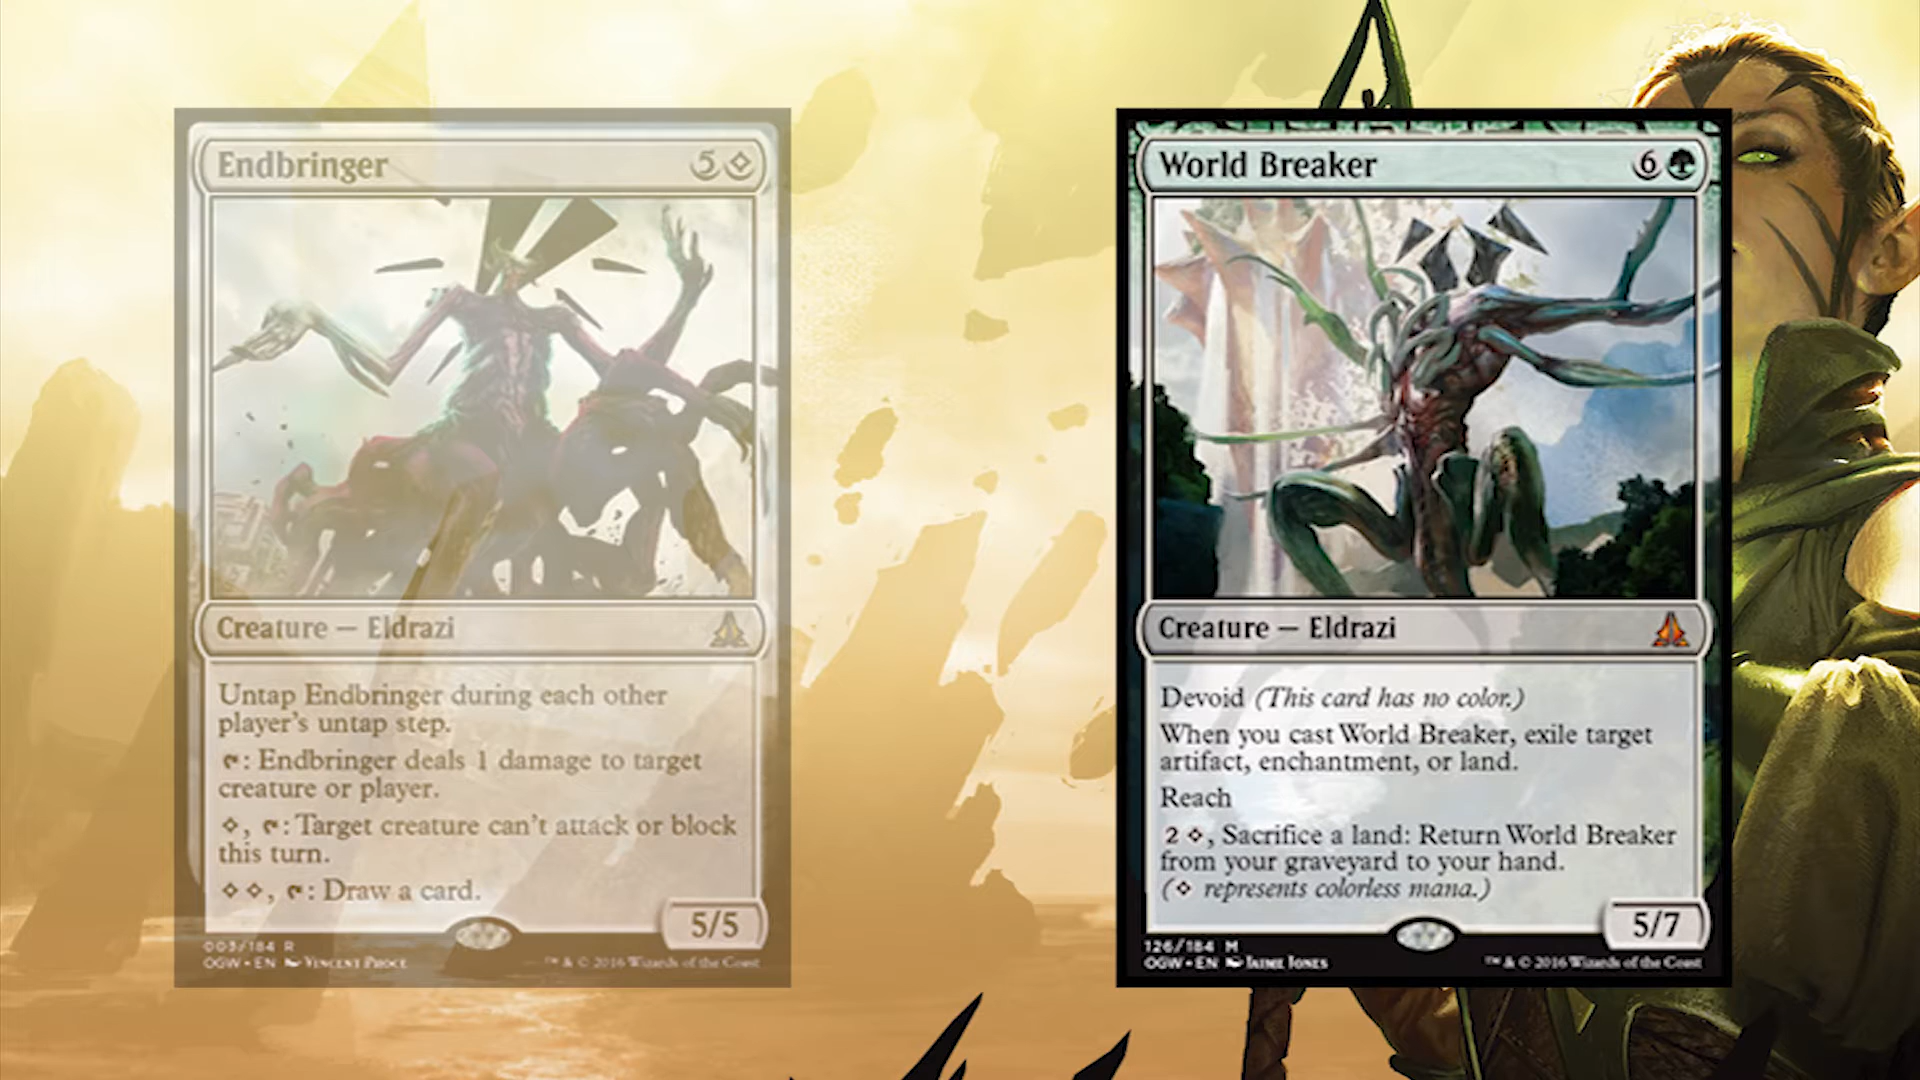 Endbringer 5
Creature — Eldrazi
Untap Endbringer during each other
player's untap step.
: Endbringer deals 1 damage to target
creature or player.
, : Target creature can't attack or block
this turn.
, : Draw a card.
5/5
003/184 R
OGW • EN Vincent Proce
™ & © 2016 Wizards of the Coast
World Breaker 6
Creature — Eldrazi
Devoid (This card has no color.)
When you cast World Breaker, exile target
artifact, enchantment, or land.
Reach
2 , Sacrifice a land: Return World Breaker
from your graveyard to your hand.
( represents colorless mana.)
5/7
126/184 M
OGW • EN Jaime Jones
™ & © 2016 Wizards of the Coast